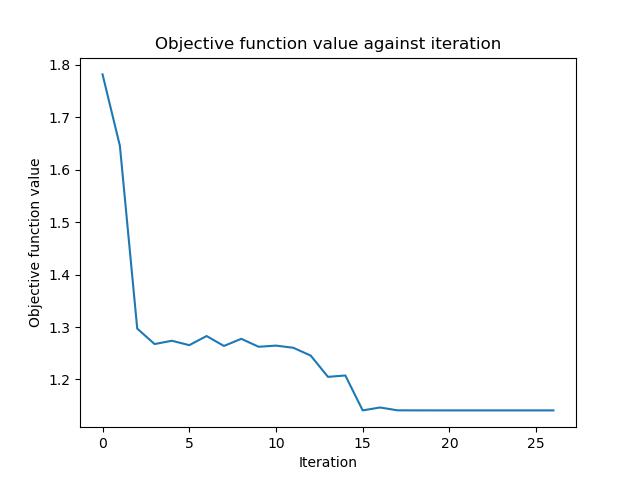 Objective function value against iteration
1.8
1.7
1.6
1.5
1.4
1.3
1.2
Objective function value
0 5 10 15 20 25
Iteration